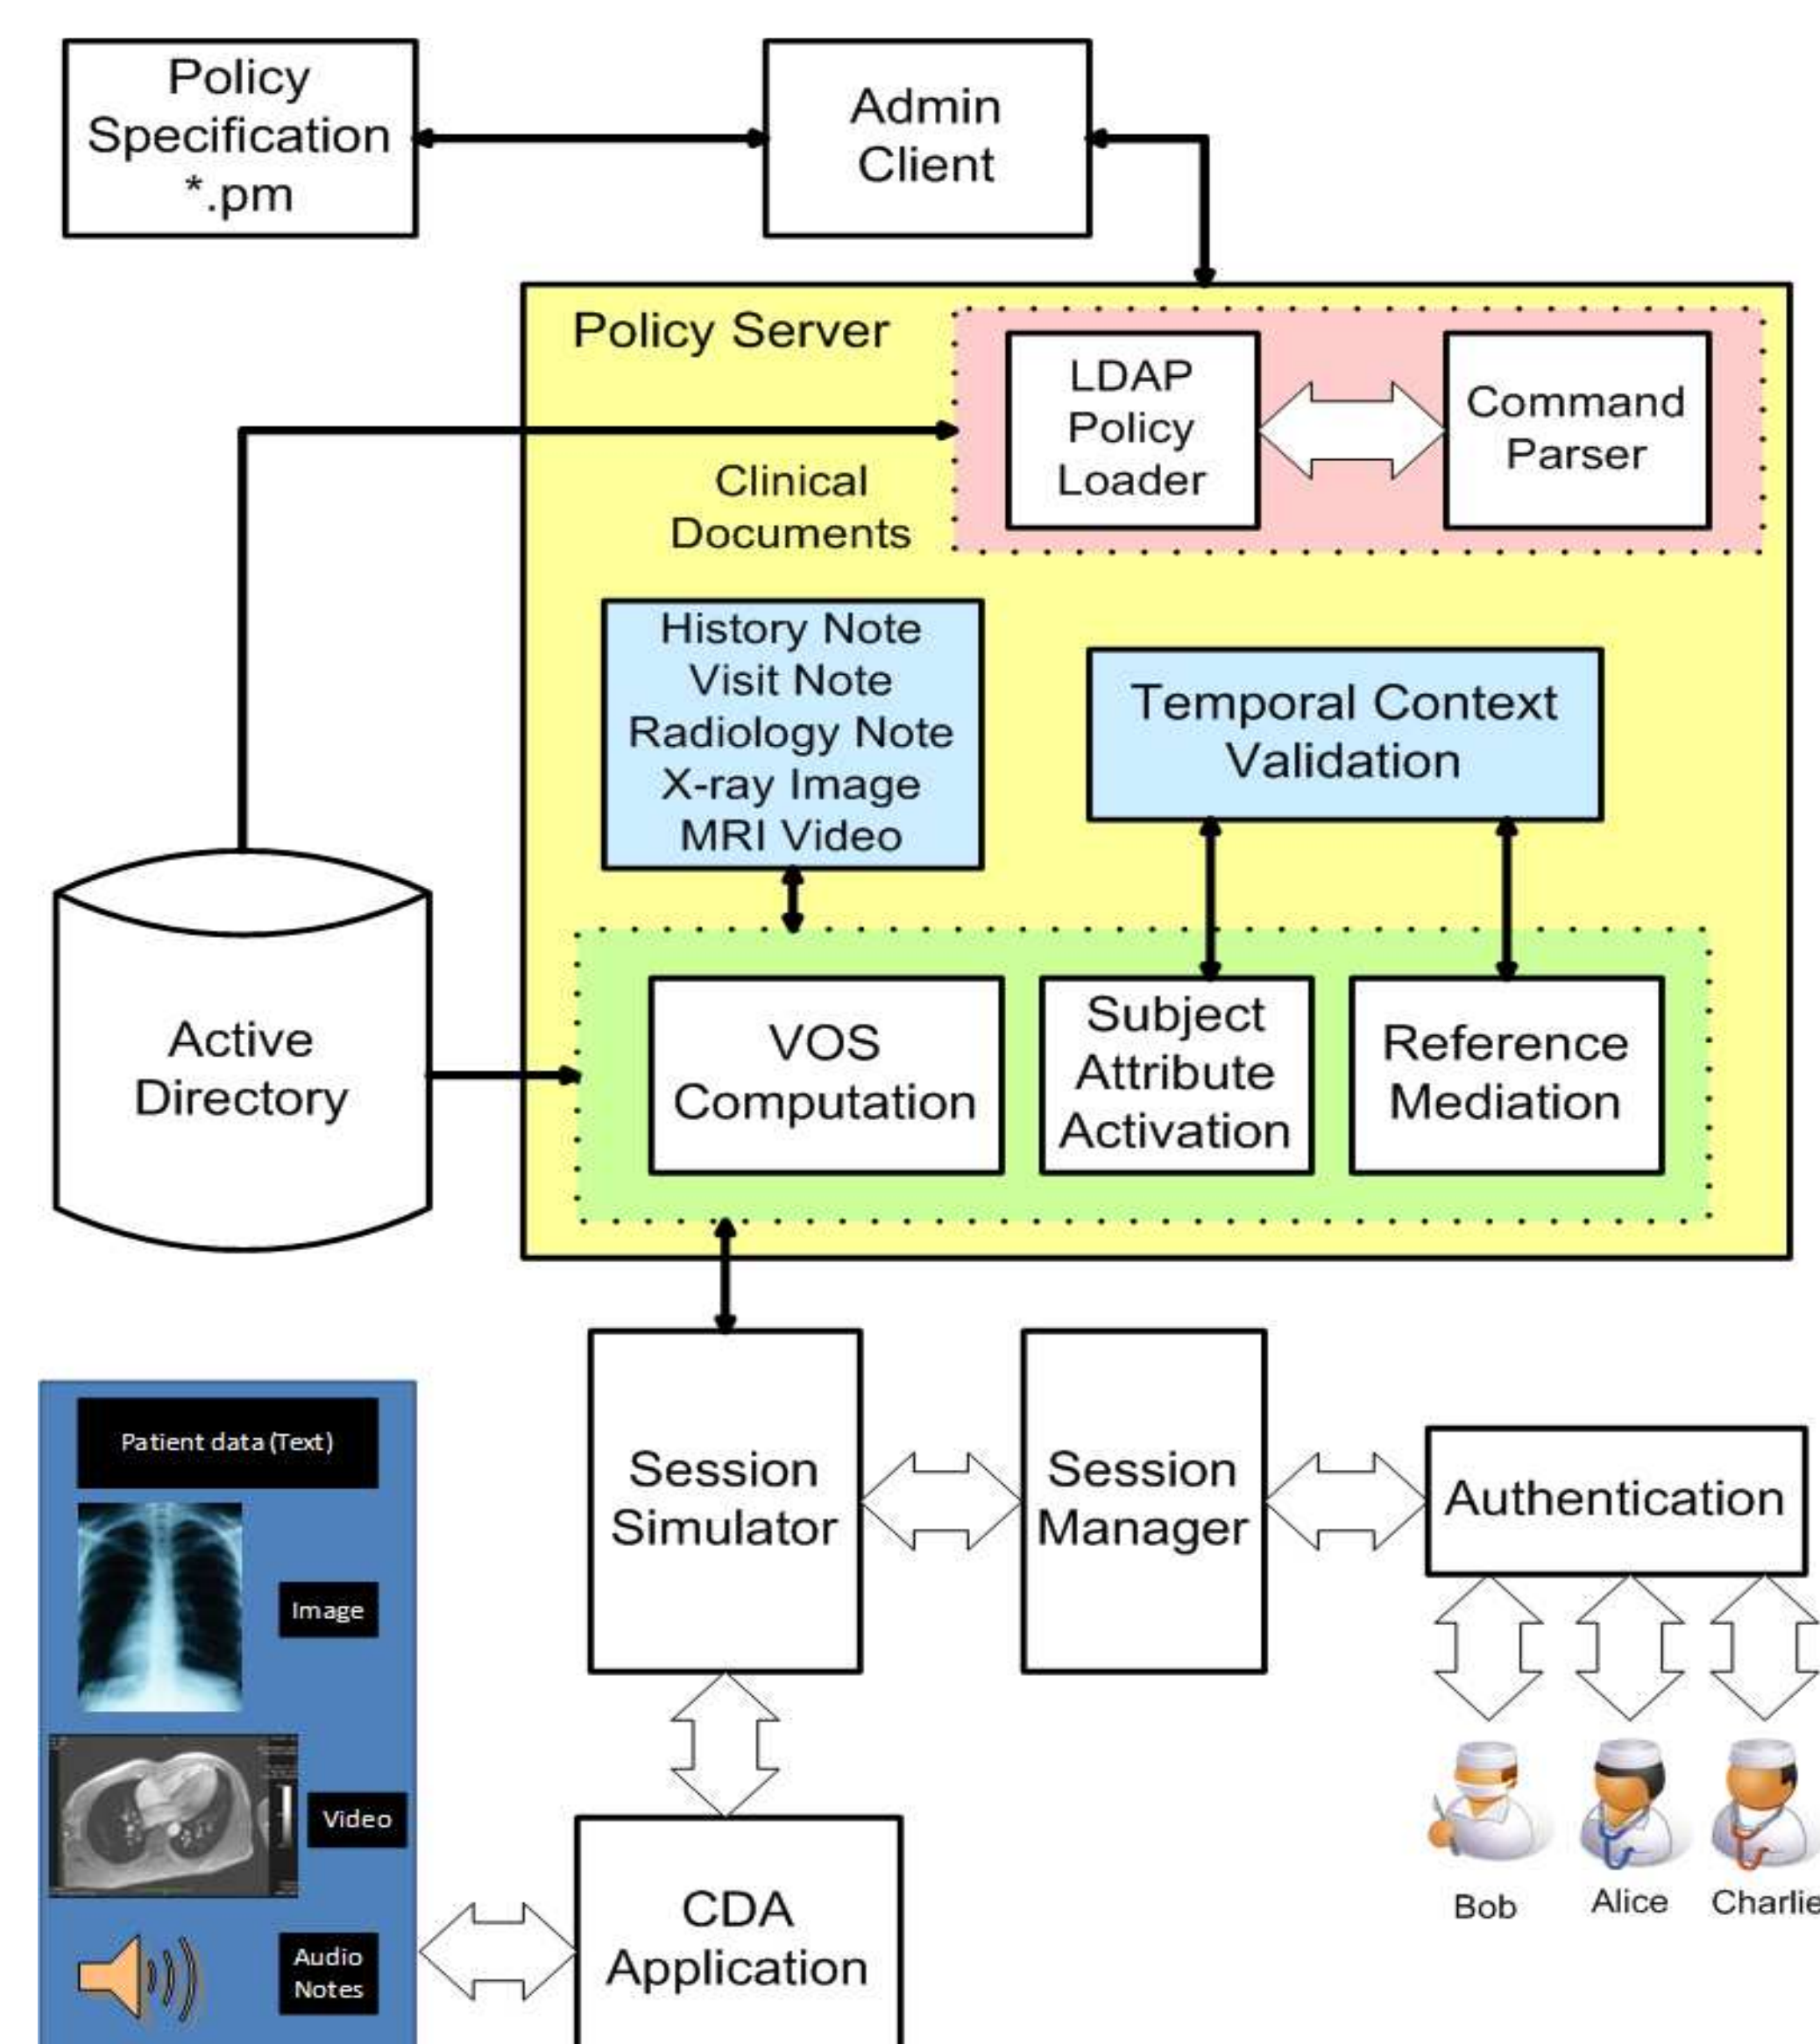 Policy
Specification
*.pm
Admin
Client
Policy Server
LDAP
Policy
Loader
Command
Parser
Clinical
Documents
History Note
Visit Note
Radiology Note
X-ray Image
MRI Video
Temporal Context
Validation
Active
Directory
VOS
Computation
Subject
Attribute
Activation
Reference
Mediation
Patient data (Text)
Image
Video
Audio
Notes
Session
Simulator
Session
Manager
Authentication
Bob
Alice
Charlie
CDA
Application